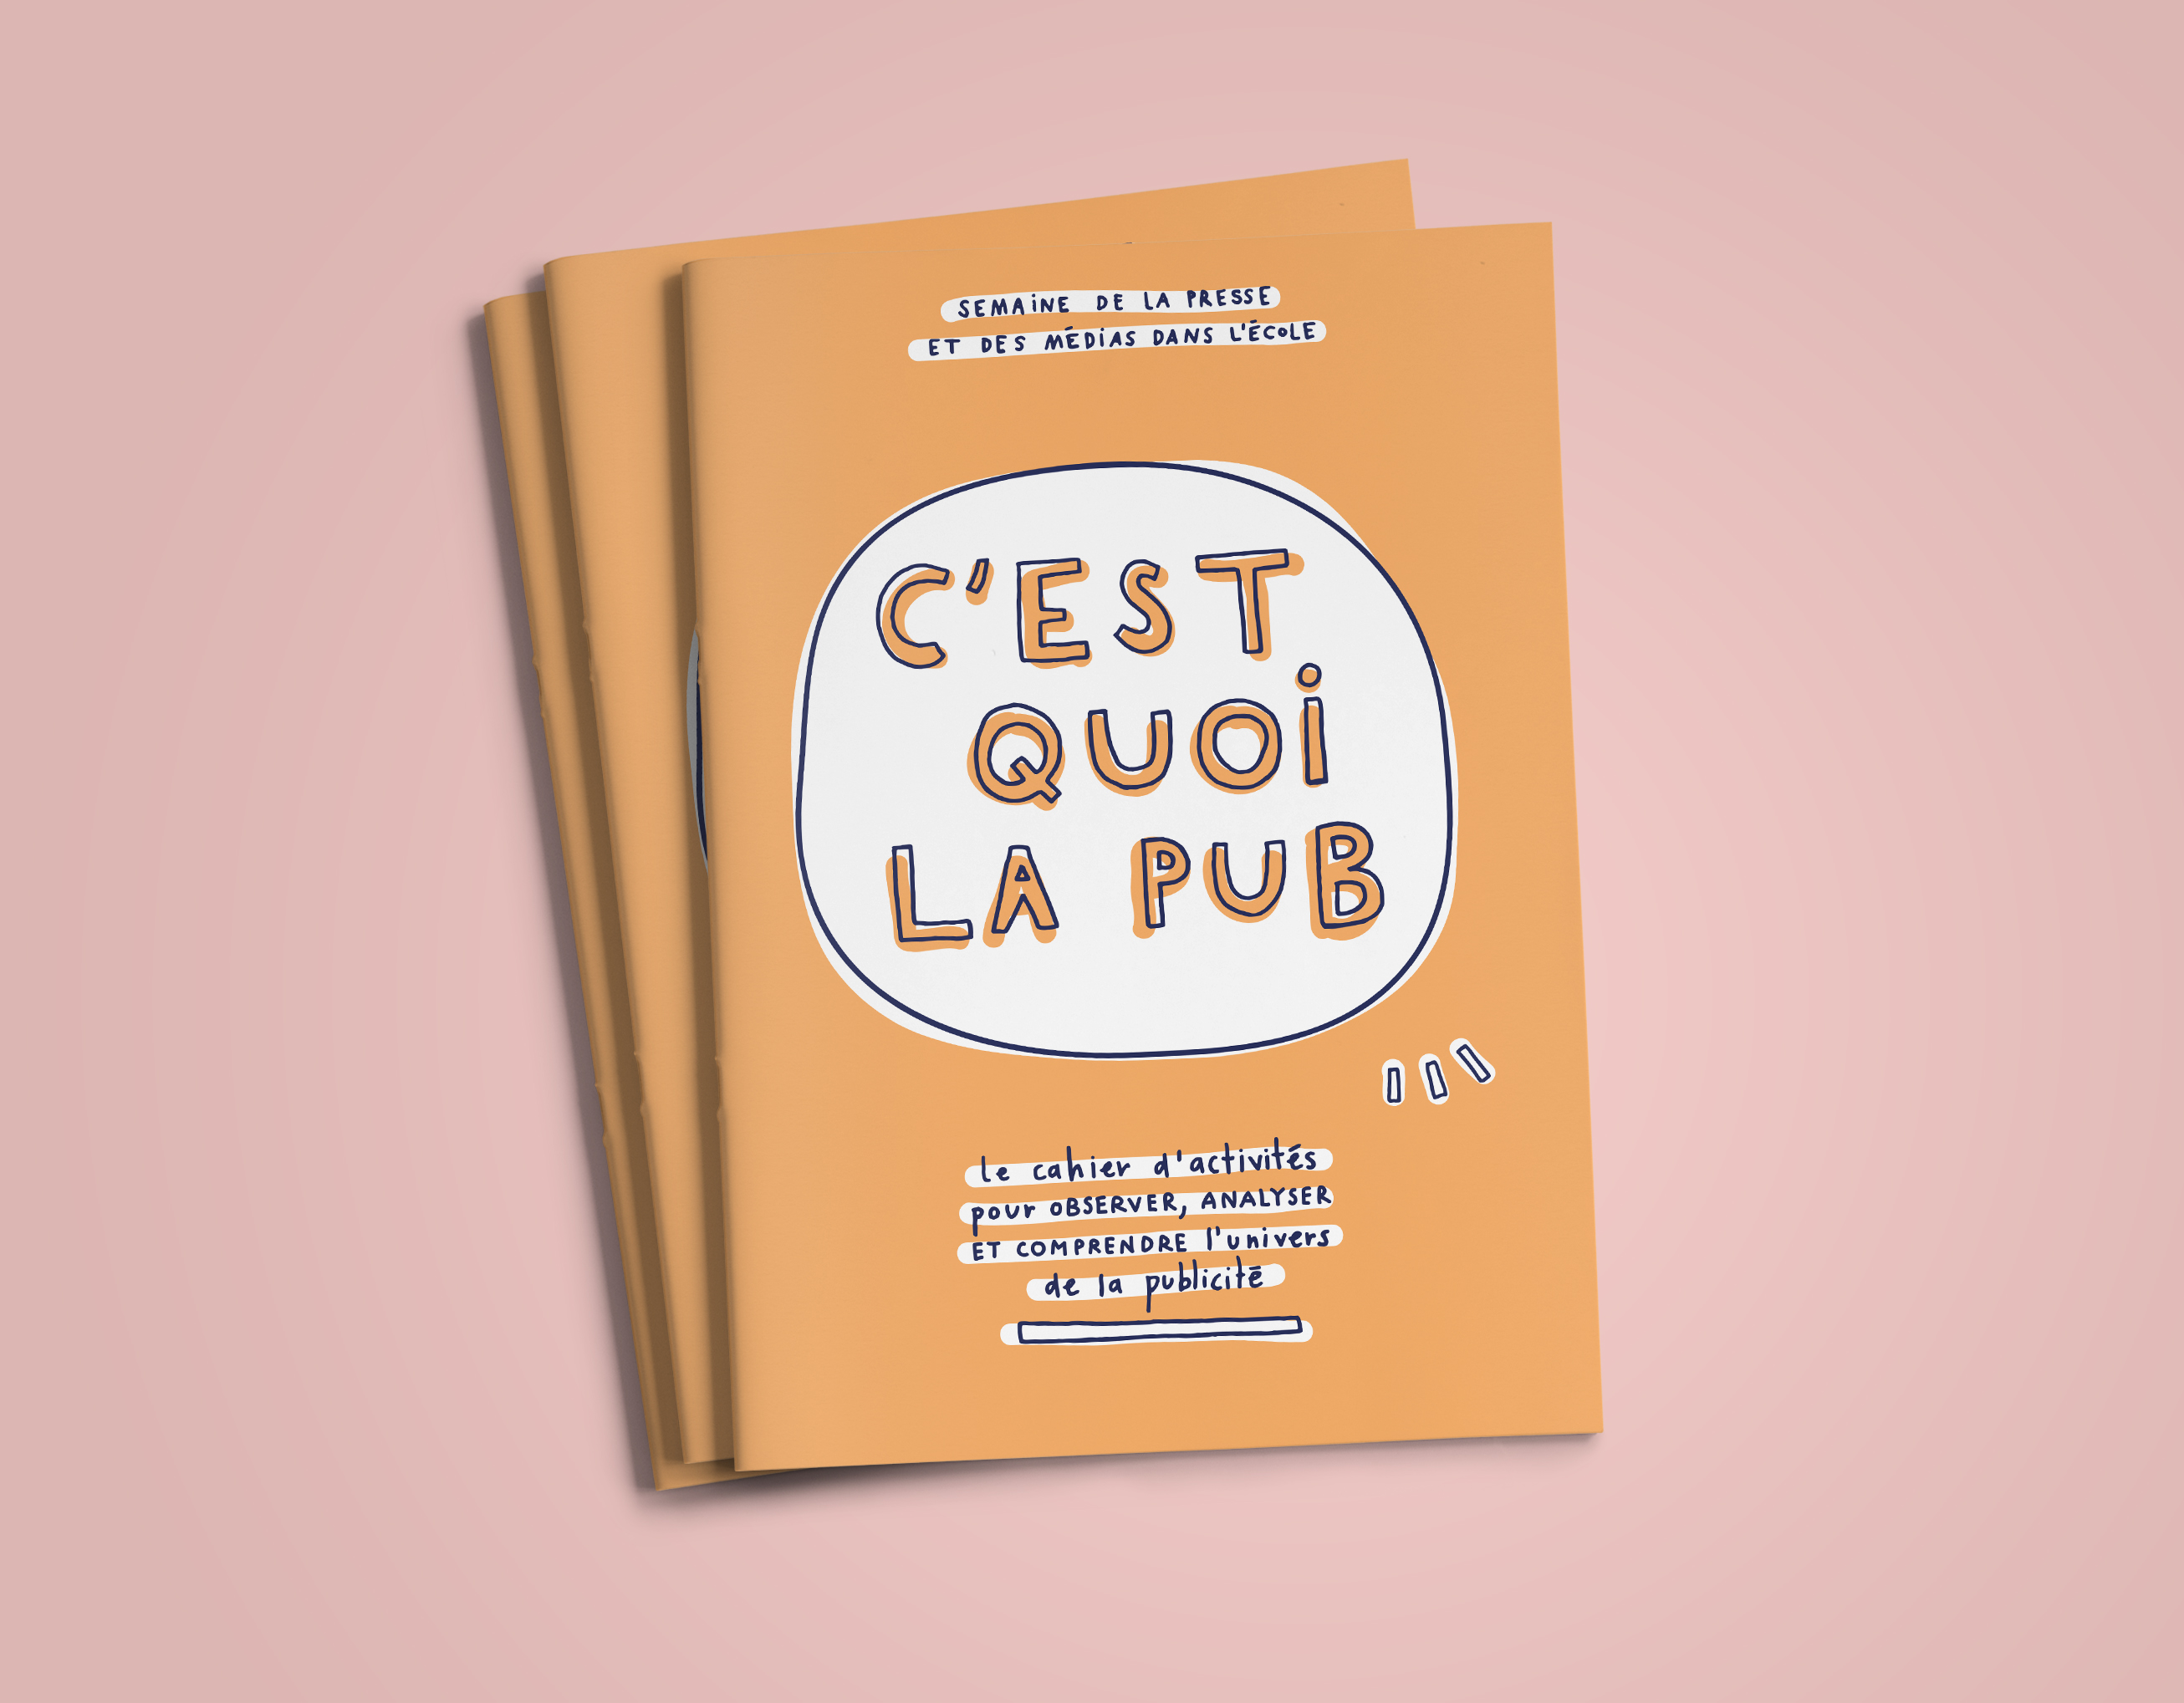 SEMAINE DE LA PRESSE
ET DES MÉDIAS DANS L'ÉCOLE
C'EST
QUOI
LA PUB
le cahier d'activités
pour OBSERVER, ANALYSER
ET COMPRENDRE l'univers
de la publicité